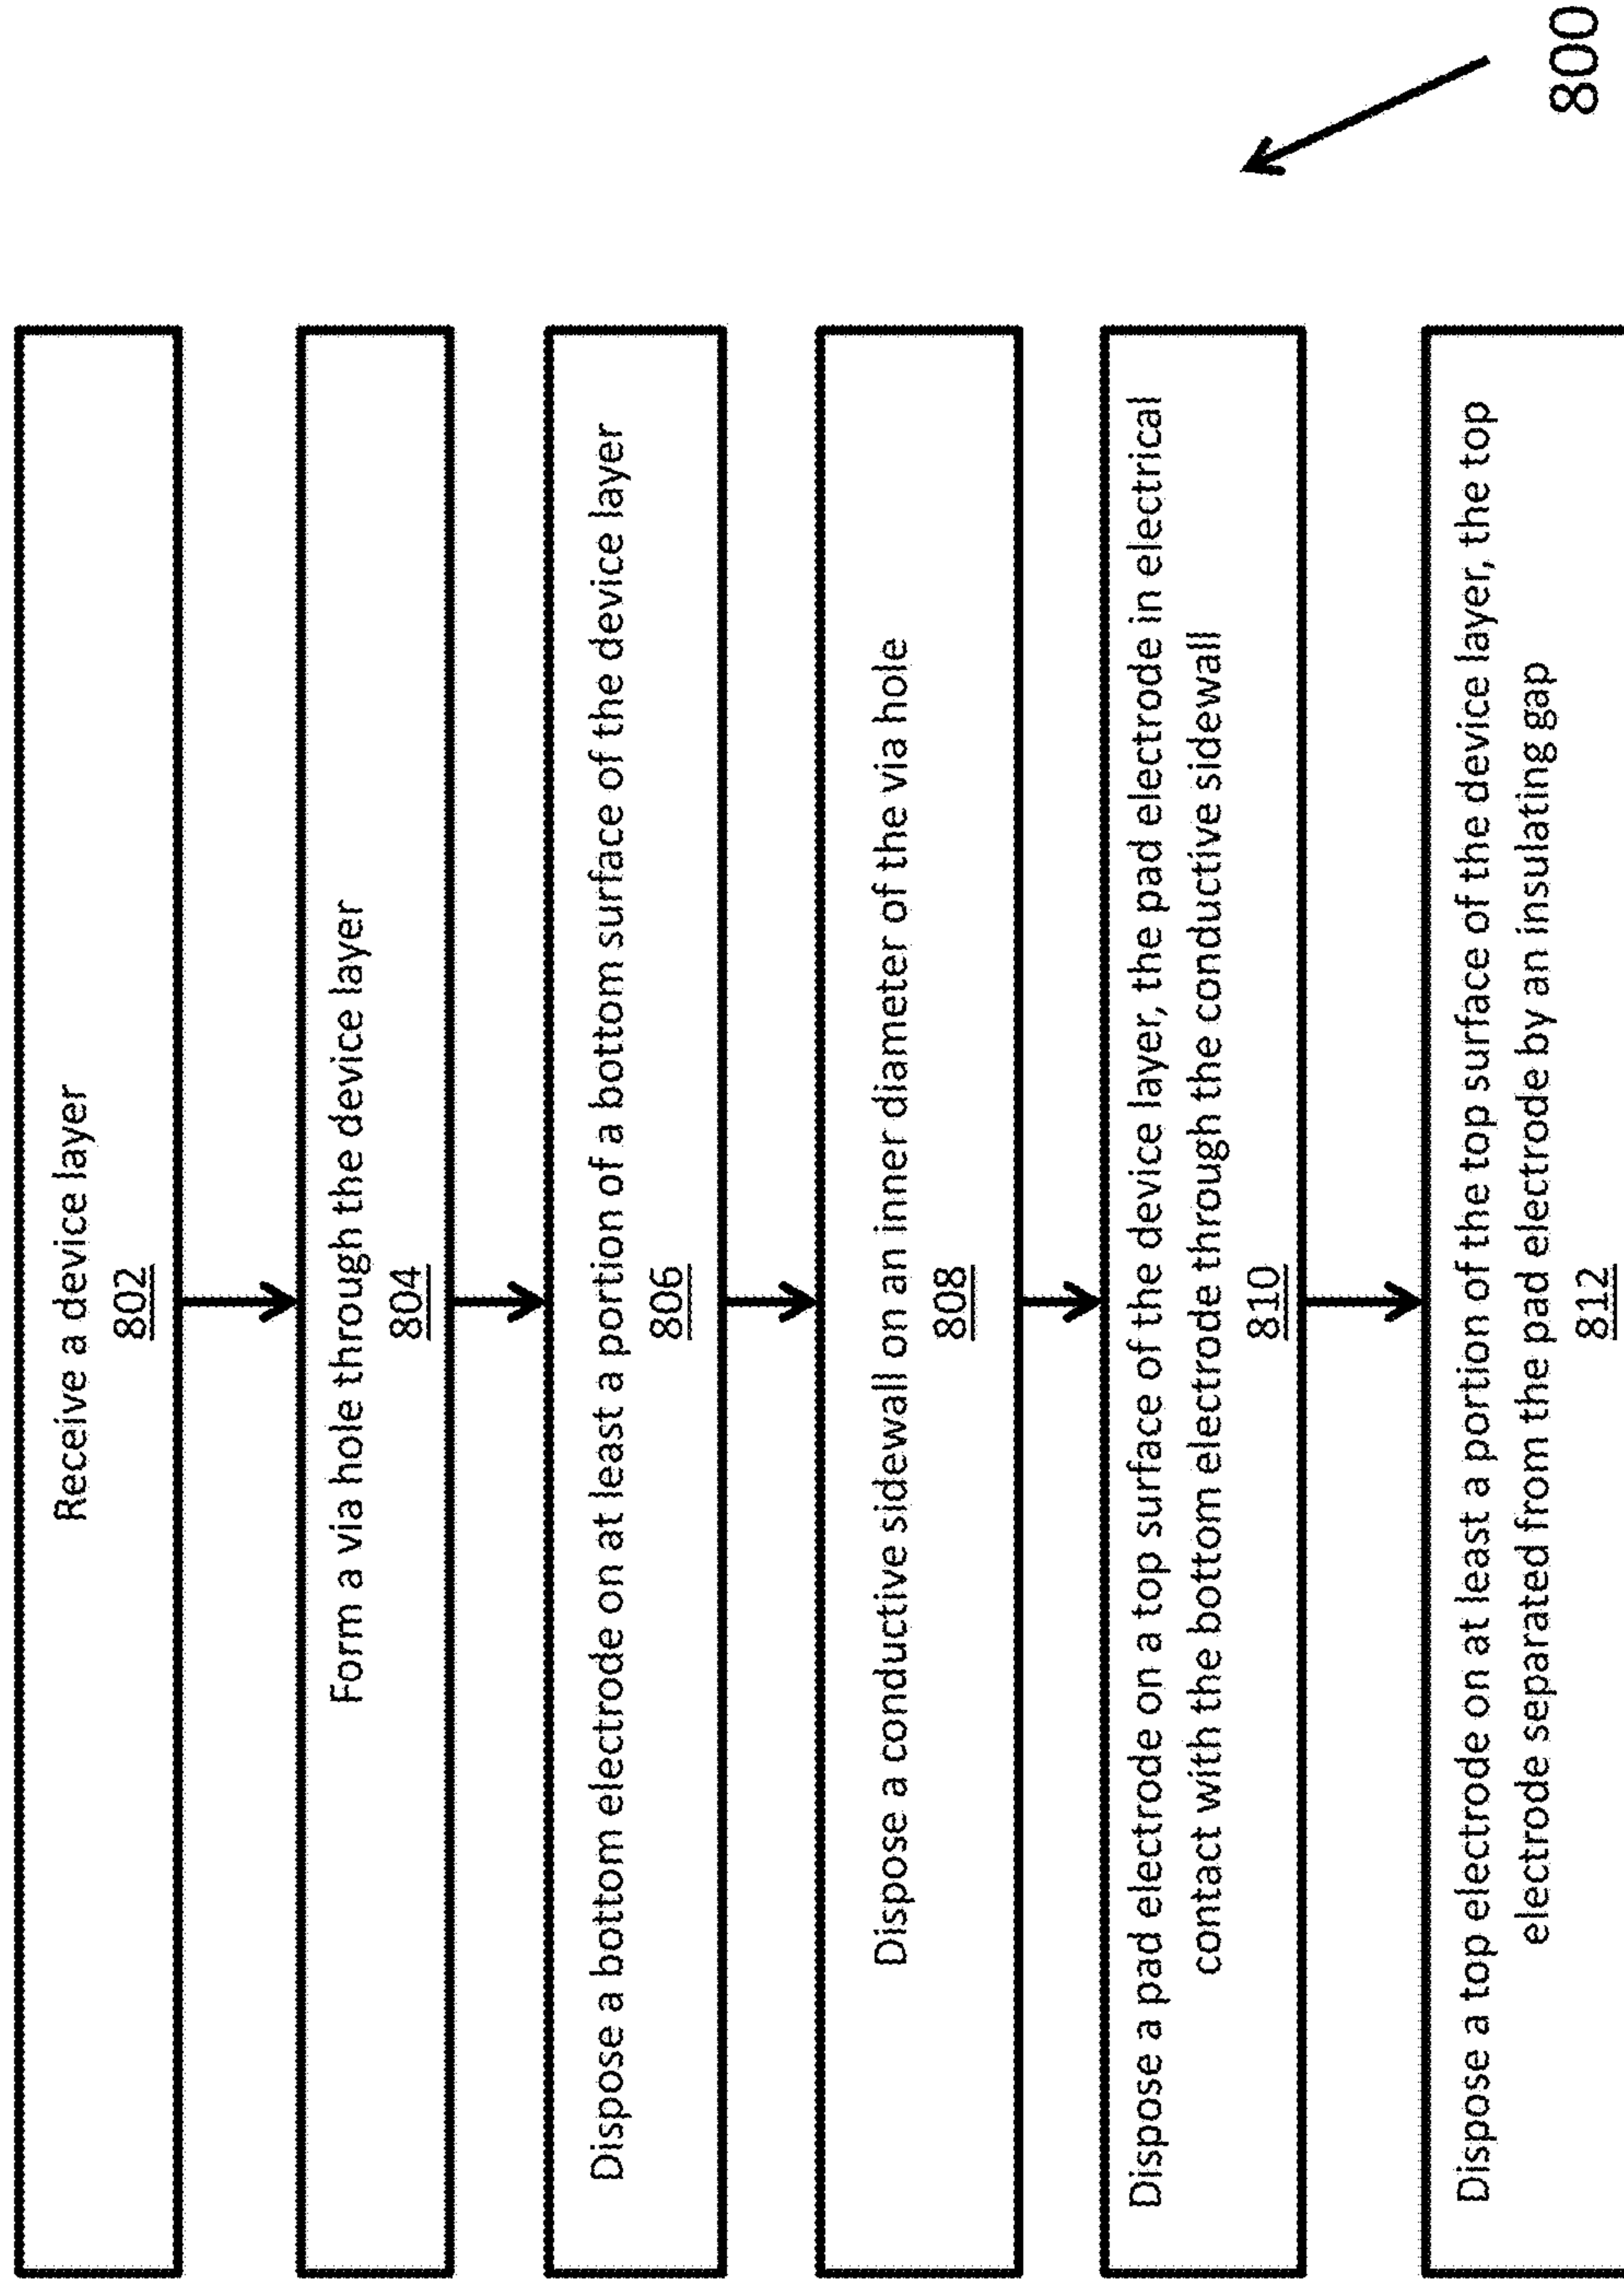 Receive a device layer
802
Form a via hole through the device layer
804
Dispose a bottom electrode on at least a portion of a bottom surface of the device layer
806
Dispose a conductive sidewall on an inner diameter of the via hole
808
Dispose a pad electrode on a top surface of the device layer, the pad electrode in electrical
contact with the bottom electrode through the conductive sidewall
810
Dispose a top electrode on at least a portion of the top surface of the device layer, the top
electrode separated from the pad electrode by an insulating gap
812
800